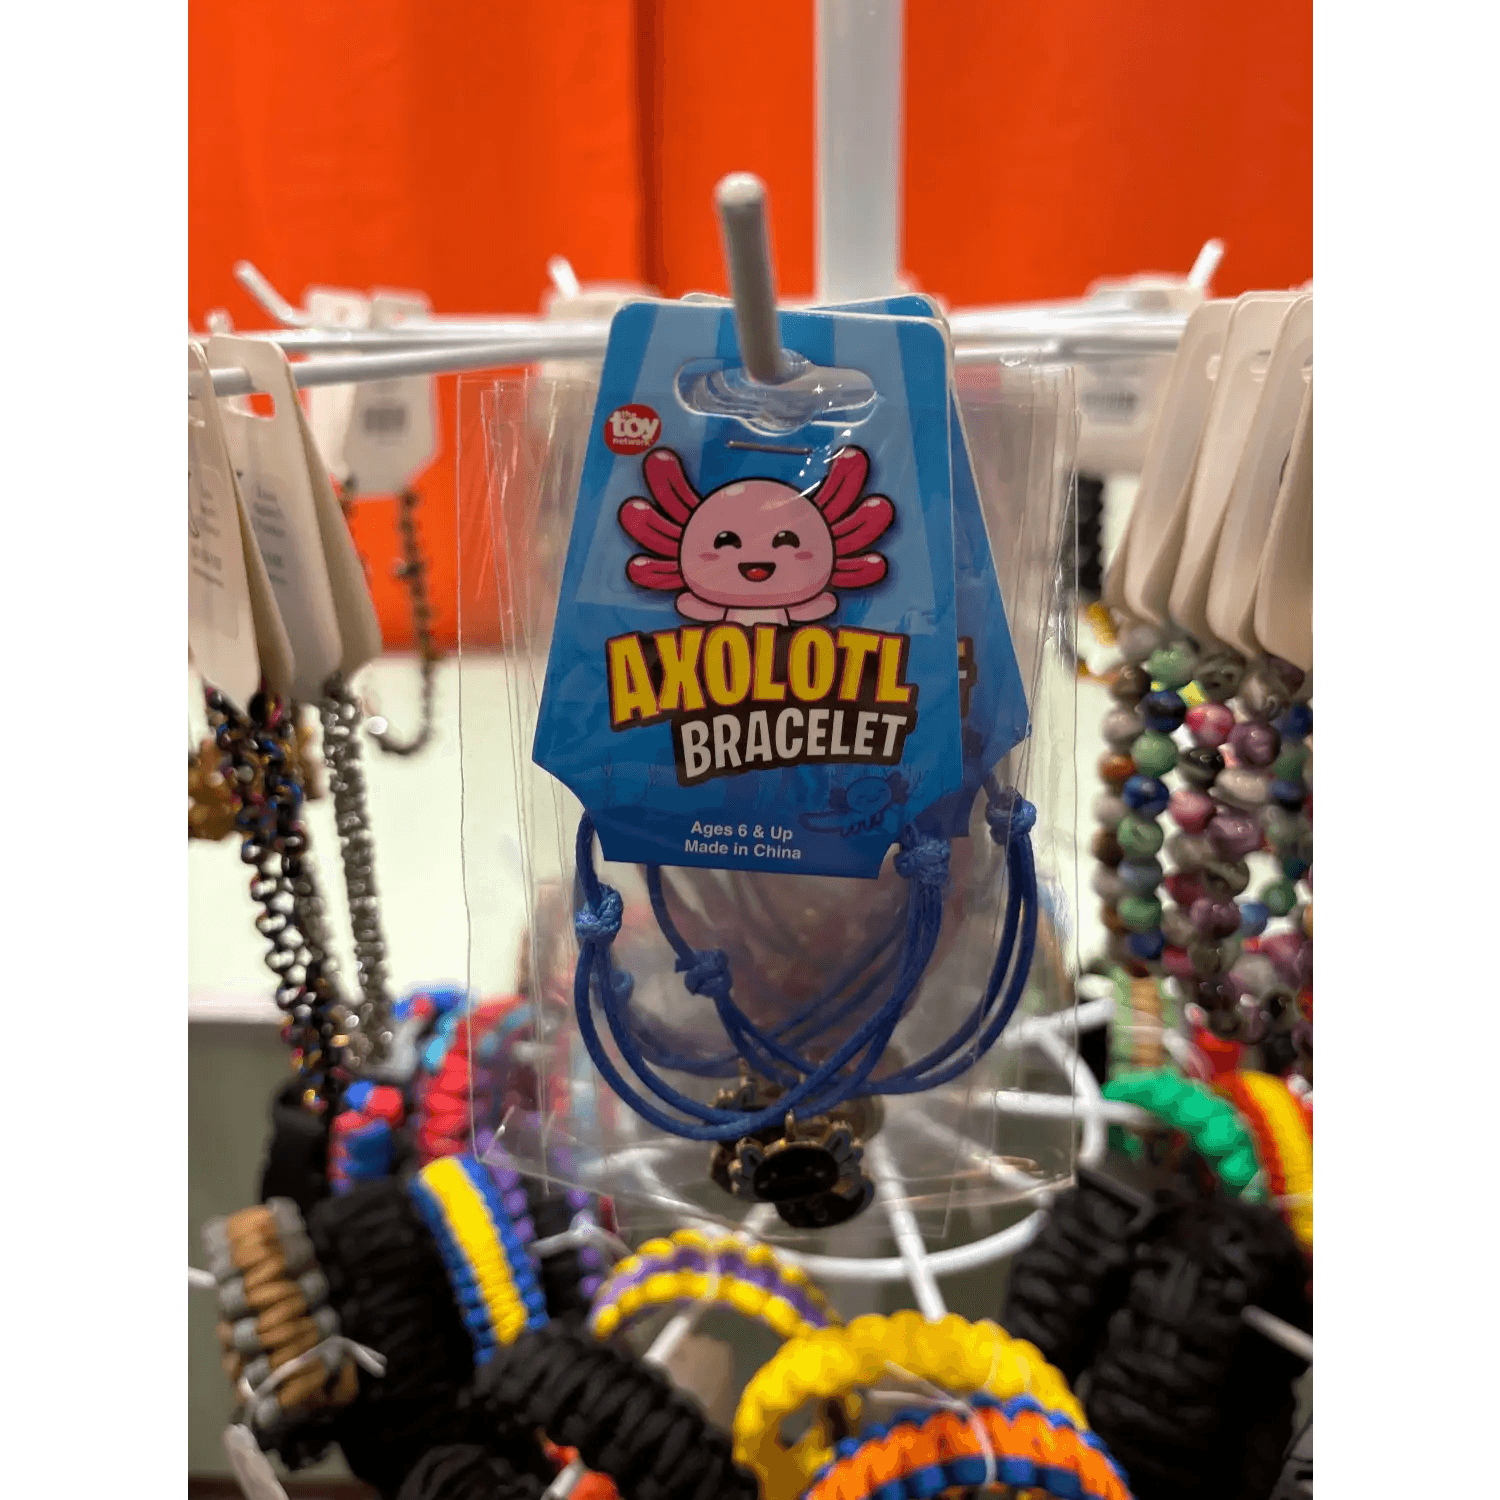 the
toy
network
AXOLOTL
BRACELET
Ages 6 & Up
Made in China